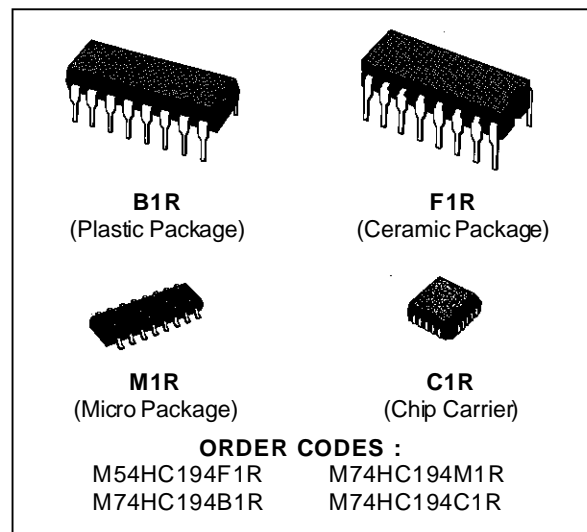 B1R
(Plastic Package)
F1R
(Ceramic Package)
M1R
(Micro Package)
C1R
(Chip Carrier)
ORDER CODES :
M54HC194F1R M74HC194M1R
M74HC194B1R M74HC194C1R